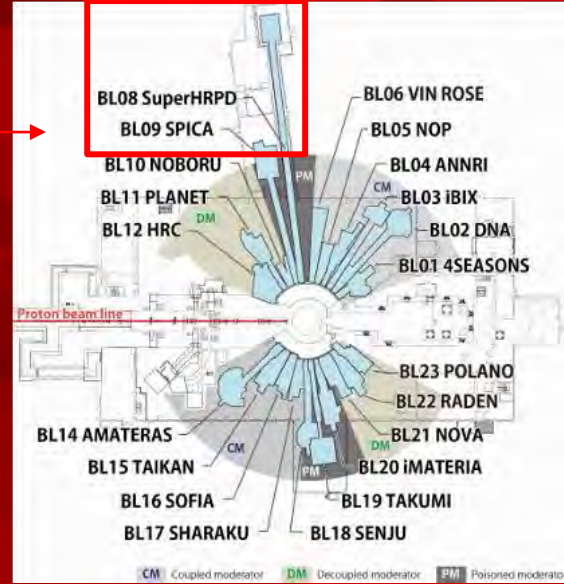 BL08 SuperHRPD
BL09 SPICA
BL10 NOBORU
BL11 PLANET
BL12 HRC
BL06 VIN ROSE
BL05 NOP
BL04 ANNRI
BL03 iBIX
BL02 DNA
BL01 4SEASONS
PM
CM
DM
Proton beam line
BL23 POLANO
BL22 RADEN
BL21 NOVA
BL20 iMATERIA
BL19 TAKUMI
BL18 SENJU
BL14 AMATERAS
BL15 TAIKAN
BL16 SOFIA
BL17 SHARAKU
CM
DM
PM
CM Coupled moderator DM Decoupled moderator PM Poisoned moderato